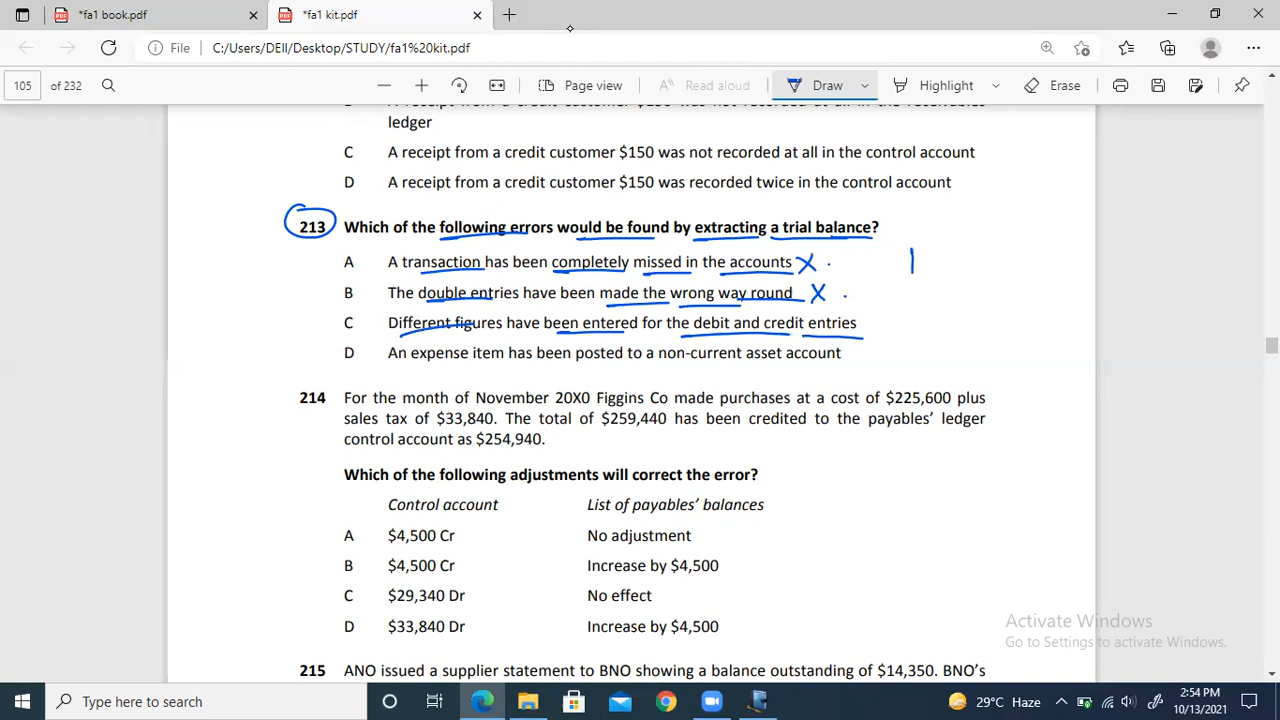 *fa1 book.pdf
*fa1 kit.pdf
File C:/Users/DEll/Desktop/STUDY/fa1%20kit.pdf
105 of 232 Page view Read aloud Draw Highlight Erase
ledger
C A receipt from a credit customer $150 was not recorded at all in the control account
D A receipt from a credit customer $150 was recorded twice in the control account
213 Which of the following errors would be found by extracting a trial balance?
A A transaction has been completely missed in the accounts X
B The double entries have been made the wrong way round X
C Different figures have been entered for the debit and credit entries
D An expense item has been posted to a non-current asset account
214 For the month of November 20X0 Figgins Co made purchases at a cost of $225,600 plus
sales tax of $33,840. The total of $259,440 has been credited to the payables’ ledger
control account as $254,940.
Which of the following adjustments will correct the error?
Control account List of payables’ balances
A $4,500 Cr No adjustment
B $4,500 Cr Increase by $4,500
C $29,340 Dr No effect
D $33,840 Dr Increase by $4,500
Activate Windows
Go to Settings to activate Windows.
215 ANO issued a supplier statement to BNO showing a balance outstanding of $14,350. BNO’s
Type here to search
29°C Haze
2:54 PM
10/13/2021